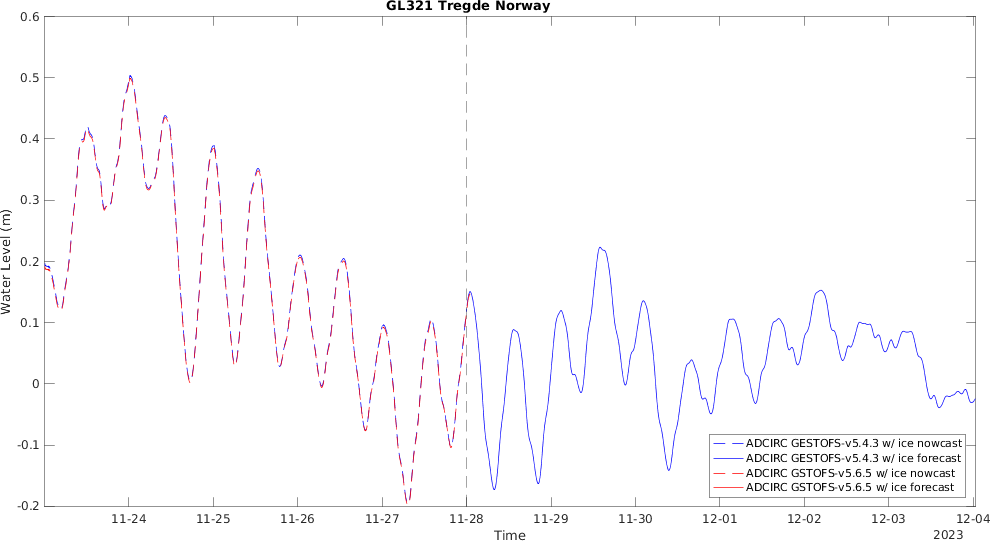 GL321 Tregde Norway
0.6
0.5
0.4
0.3
0.2
0.1
0
-0.1
-0.2
Water Level (m)
ADCIRC GESTOFS-v5.4.3 w/ ice nowcast
ADCIRC GESTOFS-v5.4.3 w/ ice forecast
ADCIRC GSTOFS-v5.6.5 w/ ice nowcast
ADCIRC GSTOFS-v5.6.5 w/ ice forecast
11-24 11-25 11-26 11-27 11-28 11-29 11-30 12-01 12-02 12-03 12-04
Time
2023